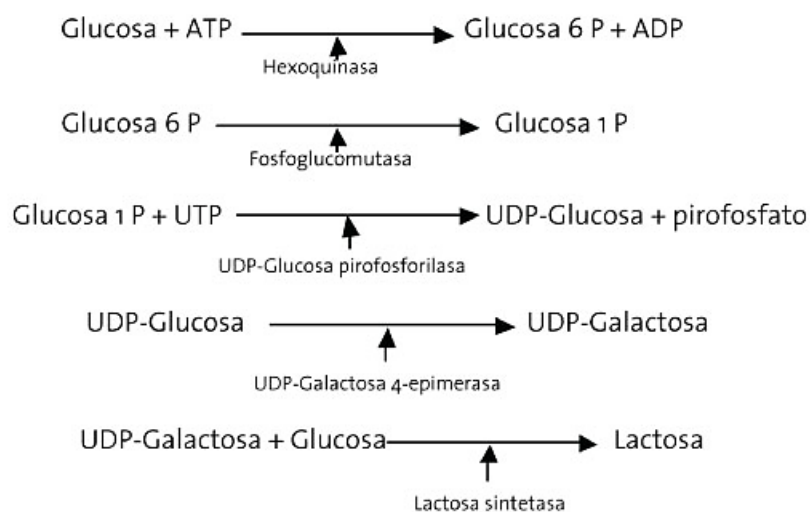 Glucosa + ATP Glucosa 6 P + ADP
Hexoquinasa
Glucosa 6 P Glucosa 1 P
Fosfoglucomutasa
Glucosa 1 P + UTP UDP-Glucosa + pirofosfato
UDP-Glucosa pirofosforilasa
UDP-Glucosa UDP-Galactosa
UDP-Galactosa 4-epimerasa
UDP-Galactosa + Glucosa Lactosa
Lactosa sintetasa